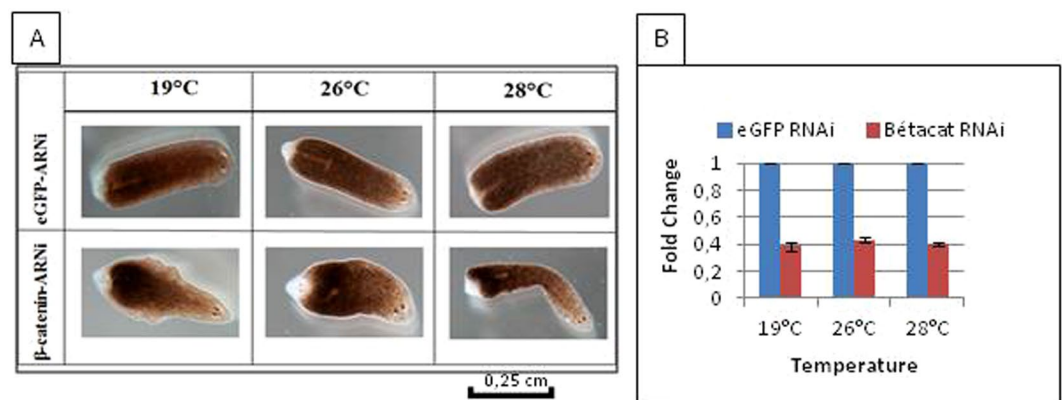 A
19°C 26°C 28°C
eGFP-ARNi
β-catenin-ARNi
0,25 cm
B
eGFP RNAi Bétacat RNAi
Fold Change
1
0,8
0,6
0,4
0,2
0
19°C 26°C 28°C
Temperature